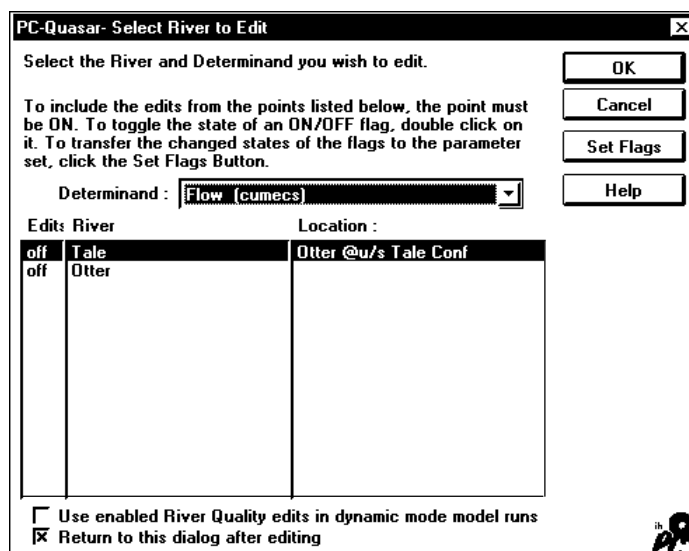 PC-Quasar- Select River to Edit
Select the River and Determinand you wish to edit.
OK
To include the edits from the points listed below, the point must
be ON. To toggle the state of an ON/OFF flag, double click on
it. To transfer the changed states of the flags to the parameter
set, click the Set Flags Button.
Cancel
Set Flags
Determinand : Flow (cumecs)
Help
Edits River Location :
off Tale Otter @u/s Tale Conf
off Otter
Use enabled River Quality edits in dynamic mode model runs
Return to this dialog after editing
ih